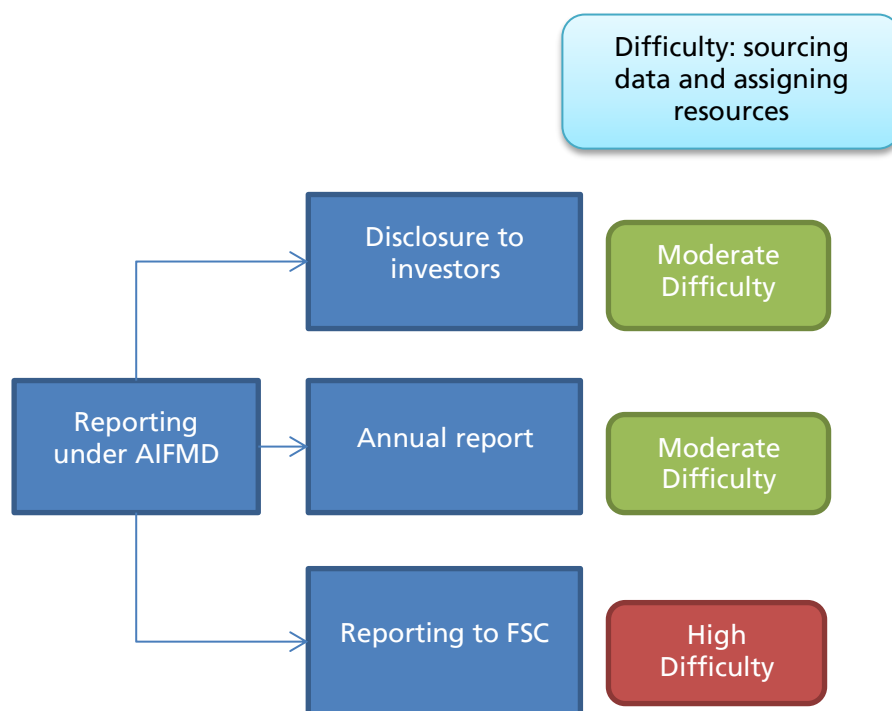 Difficulty: sourcing
data and assigning
resources
Disclosure to
investors
Moderate
Difficulty
Reporting
under AIFMD
Annual report
Moderate
Difficulty
Reporting to FSC
High
Difficulty